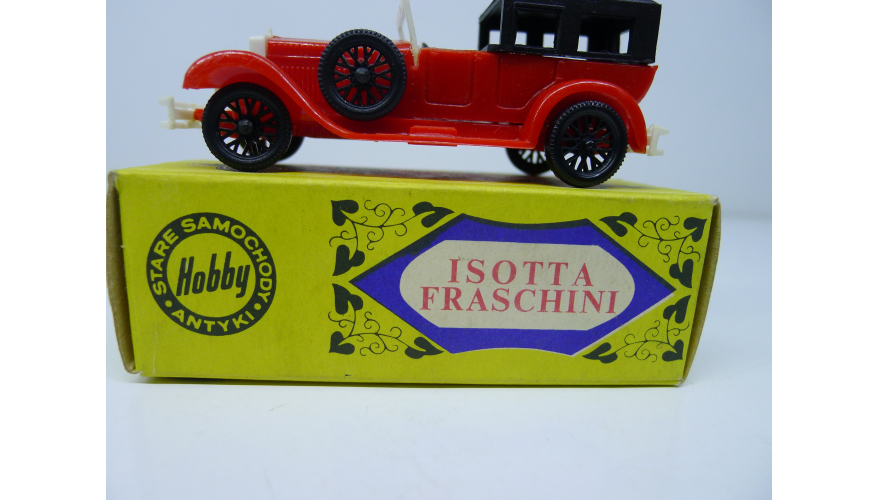 STARE SAMOCHODY
Hobby
• ANTYKI •
ISOTTA
FRASCHINI